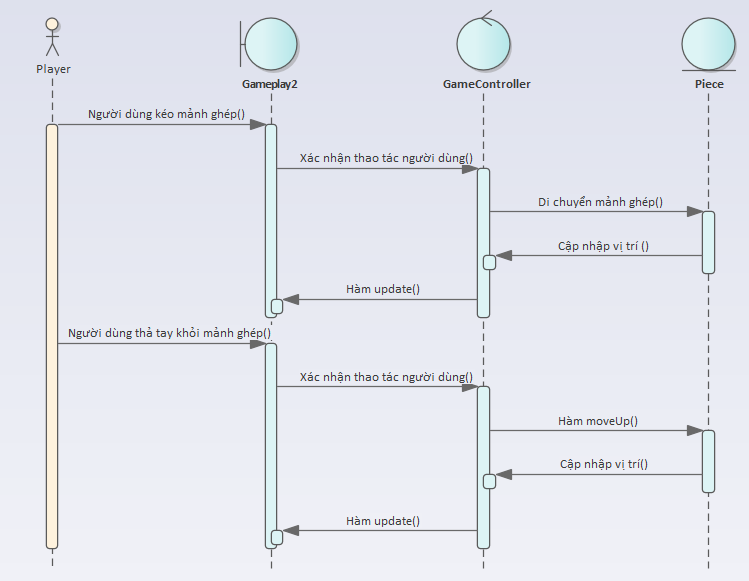 Player
Gameplay2
GameController
Piece
Người dùng kéo mảnh ghép()
Xác nhận thao tác người dùng()
Di chuyển mảnh ghép()
Cập nhập vị trí ()
Hàm update()
Người dùng thả tay khỏi mảnh ghép()
Xác nhận thao tác người dùng()
Hàm moveUp()
Cập nhập vị trí()
Hàm update()